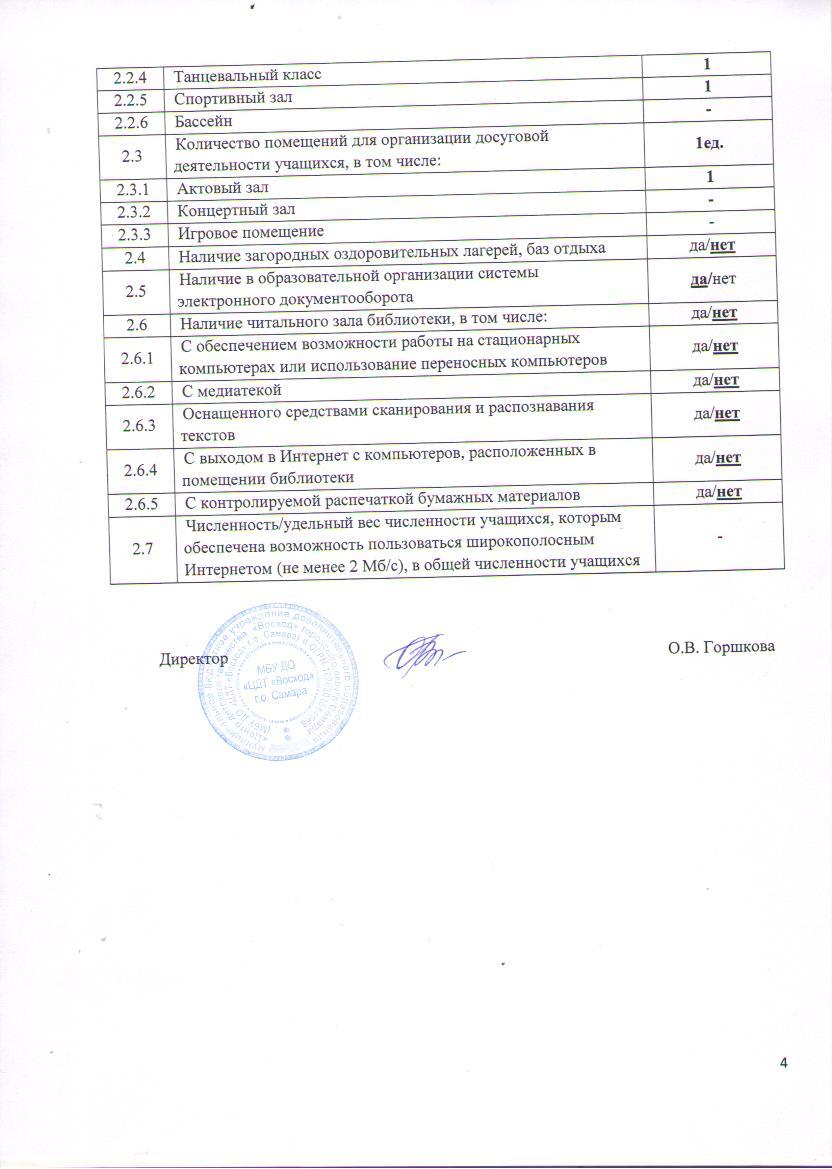 2.2.4 Танцевальный класс 1
2.2.5 Спортивный зал 1
2.2.6 Бассейн -
2.3 Количество помещений для организации досуговой
деятельности учащихся, в том числе: 1ед.
2.3.1 Актовый зал 1
2.3.2 Концертный зал -
2.3.3 Игровое помещение -
2.4 Наличие загородных оздоровительных лагерей, баз отдыха да/нет
2.5 Наличие в образовательной организации системы
электронного документооборота да/нет
2.6 Наличие читального зала библиотеки, в том числе: да/нет
2.6.1 С обеспечением возможности работы на стационарных
компьютерах или использование переносных компьютеров да/нет
2.6.2 С медиатекой да/нет
2.6.3 Оснащенного средствами сканирования и распознавания
текстов да/нет
2.6.4 С выходом в Интернет с компьютеров, расположенных в
помещении библиотеки да/нет
2.6.5 С контролируемой распечаткой бумажных материалов да/нет
2.7 Численность/удельный вес численности учащихся, которым
обеспечена возможность пользоваться широкополосным
Интернетом (не менее 2 Мб/с), в общей численности учащихся -
Директор О.В. Горшкова
МБУ ДО
«ЦДТ «Восход»
г.о. Самара
4